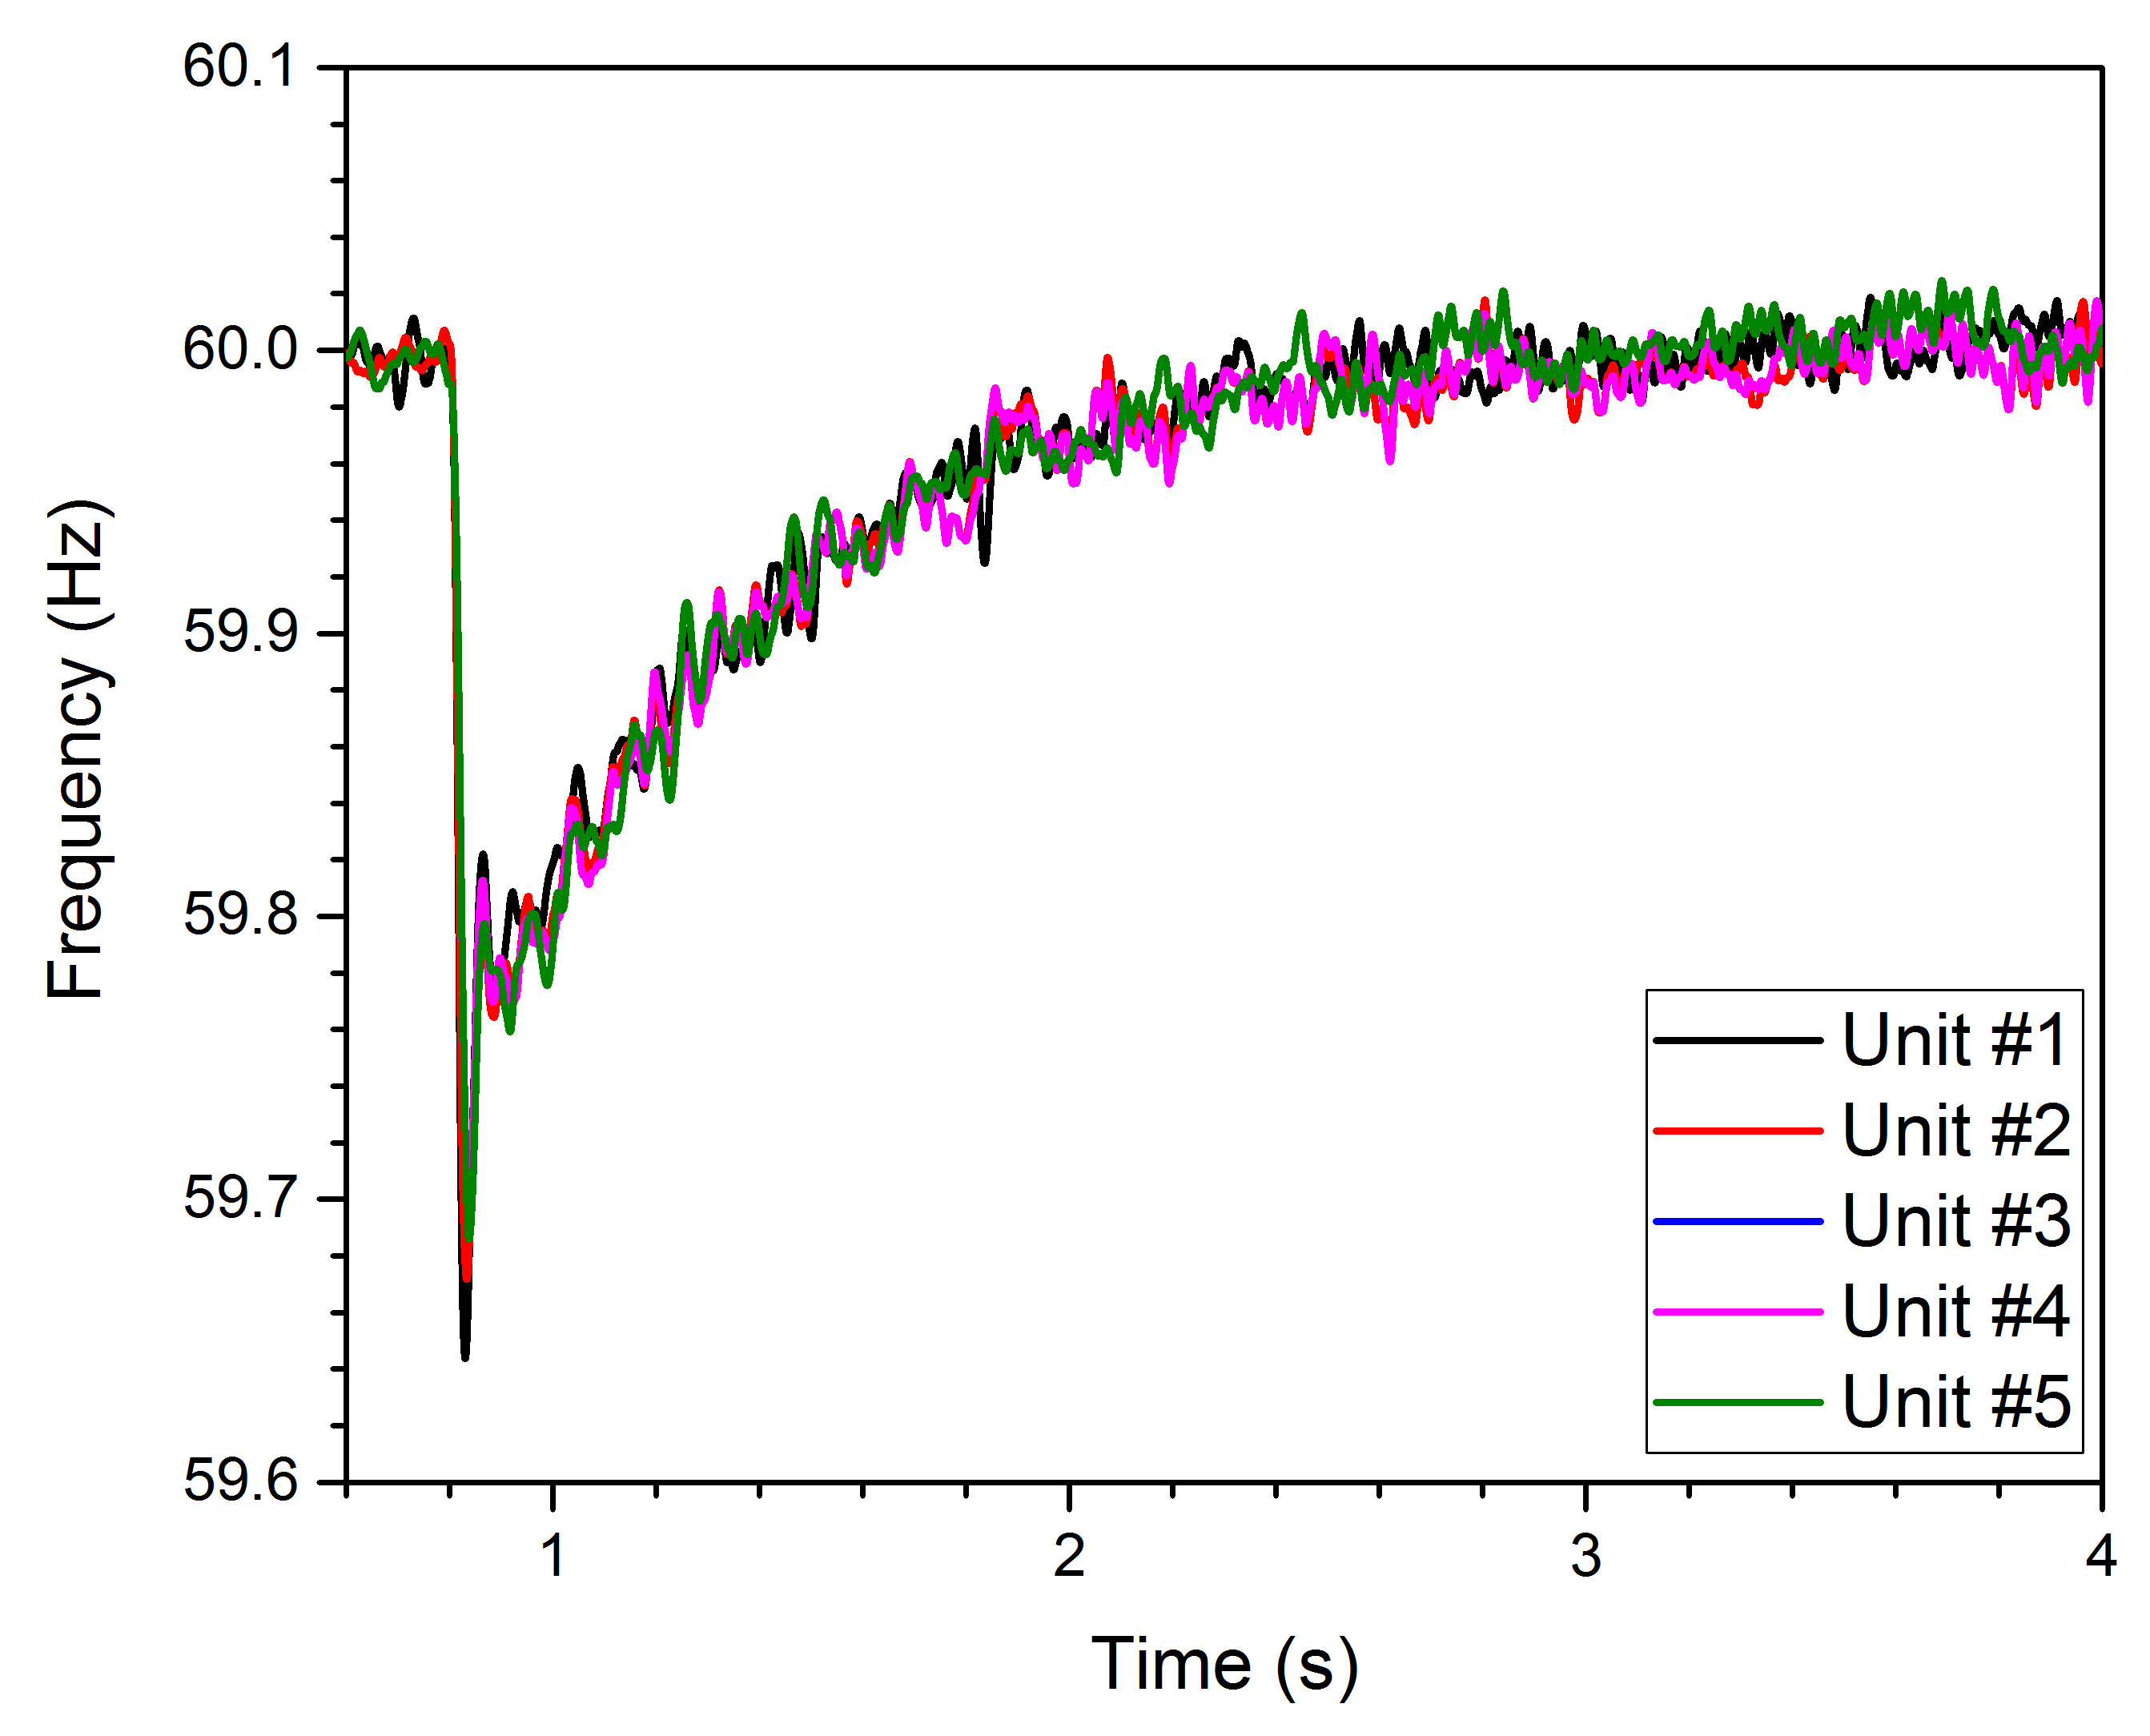 60.1
60.0
59.9
59.8
59.7
59.6
Frequency (Hz)
1 2 3 4
Time (s)
Unit #1
Unit #2
Unit #3
Unit #4
Unit #5